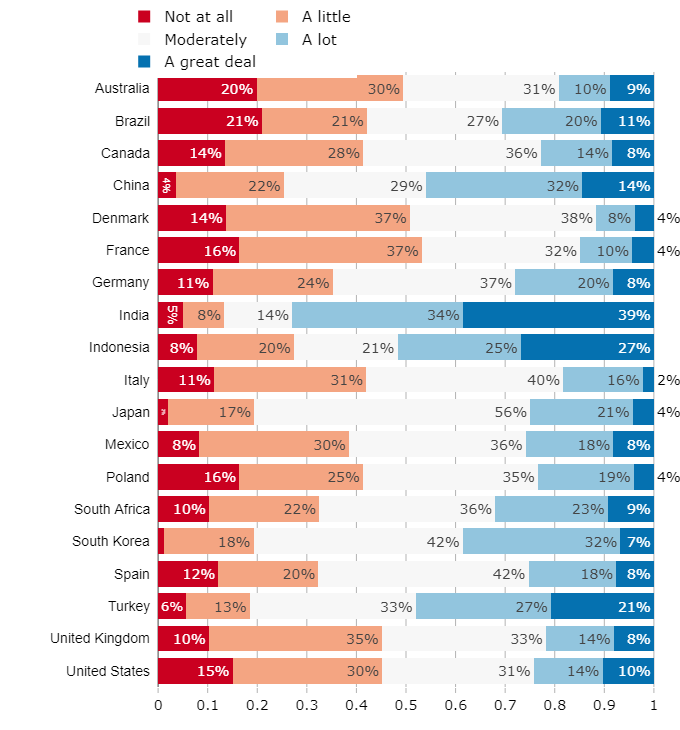 Not at all A little
Moderately A lot
A great deal
Australia 20% 30% 31% 10% 9%
Brazil 21% 21% 27% 20% 11%
Canada 14% 28% 36% 14% 8%
China 4% 22% 29% 32% 14%
Denmark 14% 37% 38% 8% 4%
France 16% 37% 32% 10% 4%
Germany 11% 24% 37% 20% 8%
India 5% 8% 14% 34% 39%
Indonesia 8% 20% 21% 25% 27%
Italy 11% 31% 40% 16% 2%
Japan 17% 56% 21% 4%
Mexico 8% 30% 36% 18% 8%
Poland 16% 25% 35% 19% 4%
South Africa 10% 22% 36% 23% 9%
South Korea 18% 42% 32% 7%
Spain 12% 20% 42% 18% 8%
Turkey 6% 13% 33% 27% 21%
United Kingdom 10% 35% 33% 14% 8%
United States 15% 30% 31% 14% 10%
0 0.1 0.2 0.3 0.4 0.5 0.6 0.7 0.8 0.9 1